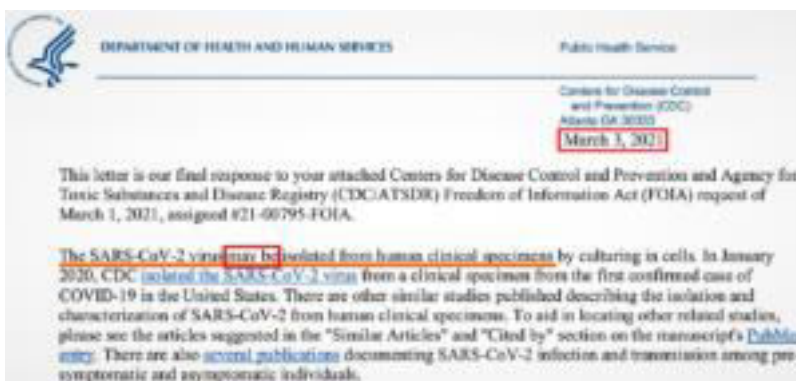 DEPARTMENT OF HEALTH AND HUMAN SERVICES
Public Health Service
Centers for Disease Control
and Prevention (CDC)
Atlanta GA 30333
March 3, 2021
This letter is our final response to your attached Centers for Disease Control and Prevention and Agency for
Toxic Substances and Disease Registry (CDC/ATSDR) Freedom of Information Act (FOIA) request of
March 1, 2021, assigned #21-00795-FOIA.
The SARS-CoV-2 virus may be isolated from human clinical specimens by culturing in cells. In January
2020, CDC isolated the SARS-CoV-2 virus from a clinical specimen from the first confirmed case of
COVID-19 in the United States. There are other similar studies published describing the isolation and
characterization of SARS-CoV-2 from human clinical specimens. To aid in locating other related studies,
please see the articles suggested in the "Similar Articles" and "Cited by" section on the manuscript's PubMed
entry. There are also several publications documenting SARS-CoV-2 infection and transmission among pre-
symptomatic and asymptomatic individuals.